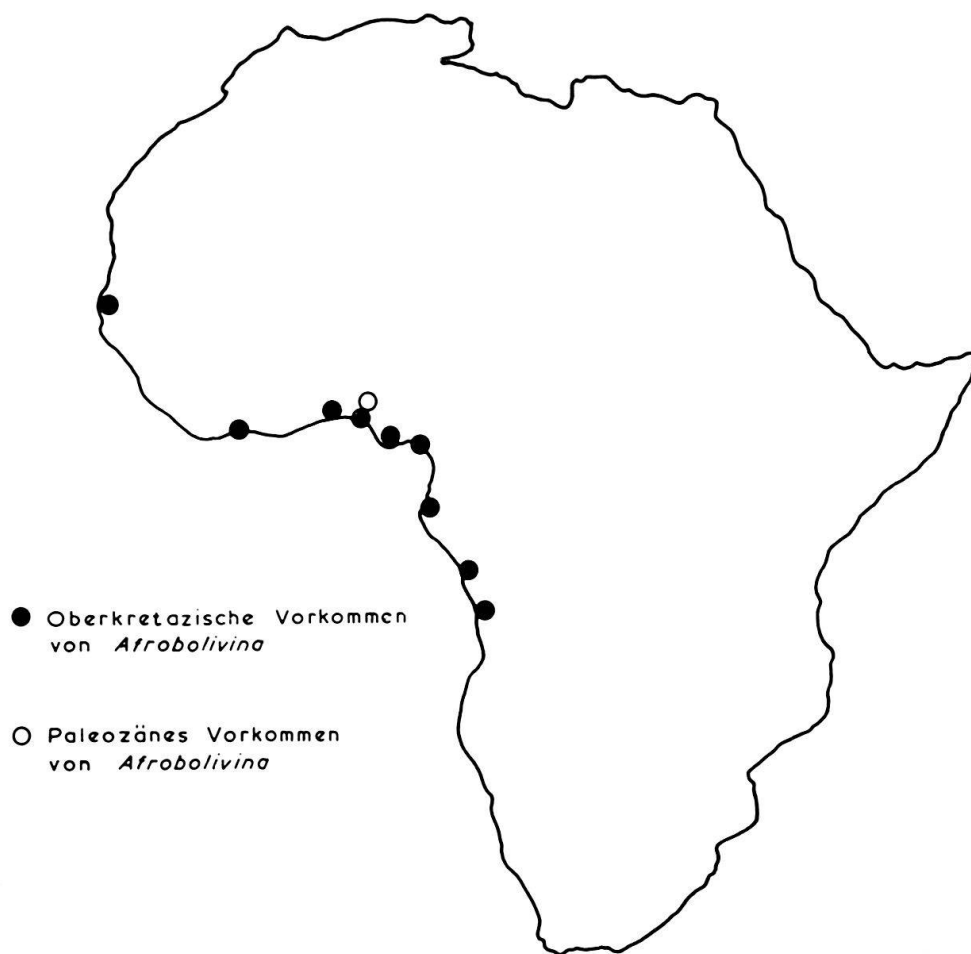 Oberkretazische Vorkommen
von Afrobolivina
Paleozänes Vorkommen
von Afrobolivina